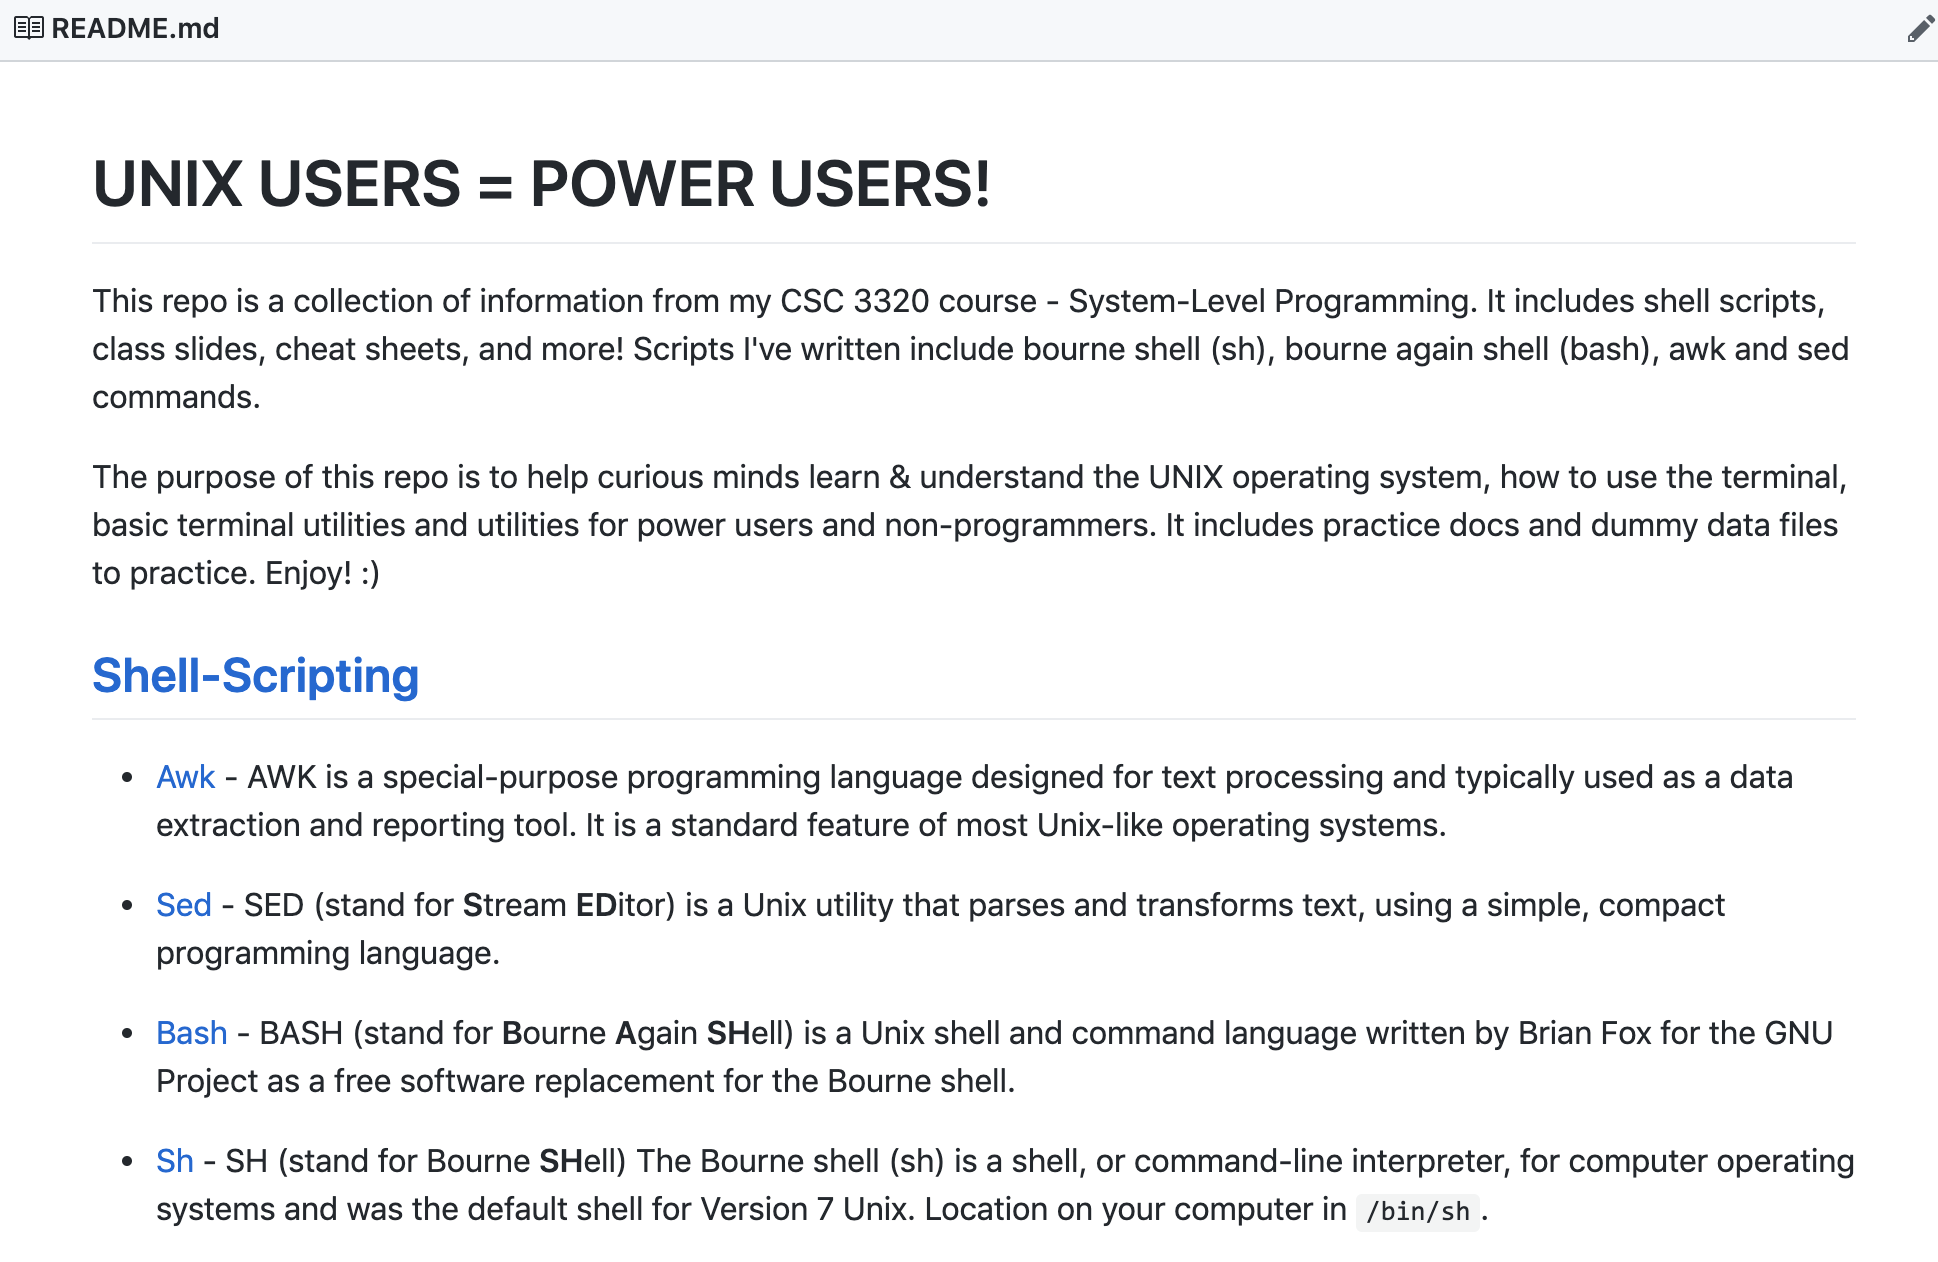 README.md
UNIX USERS = POWER USERS!
This repo is a collection of information from my CSC 3320 course - System-Level Programming. It includes shell scripts,
class slides, cheat sheets, and more! Scripts I've written include bourne shell (sh), bourne again shell (bash), awk and sed
commands.
The purpose of this repo is to help curious minds learn & understand the UNIX operating system, how to use the terminal,
basic terminal utilities and utilities for power users and non-programmers. It includes practice docs and dummy data files
to practice. Enjoy! :)
Shell-Scripting
• Awk - AWK is a special-purpose programming language designed for text processing and typically used as a data
extraction and reporting tool. It is a standard feature of most Unix-like operating systems.
• Sed - SED (stand for Stream EDitor) is a Unix utility that parses and transforms text, using a simple, compact
programming language.
• Bash - BASH (stand for Bourne Again SHell) is a Unix shell and command language written by Brian Fox for the GNU
Project as a free software replacement for the Bourne shell.
• Sh - SH (stand for Bourne SHell) The Bourne shell (sh) is a shell, or command-line interpreter, for computer operating
systems and was the default shell for Version 7 Unix. Location on your computer in /bin/sh.